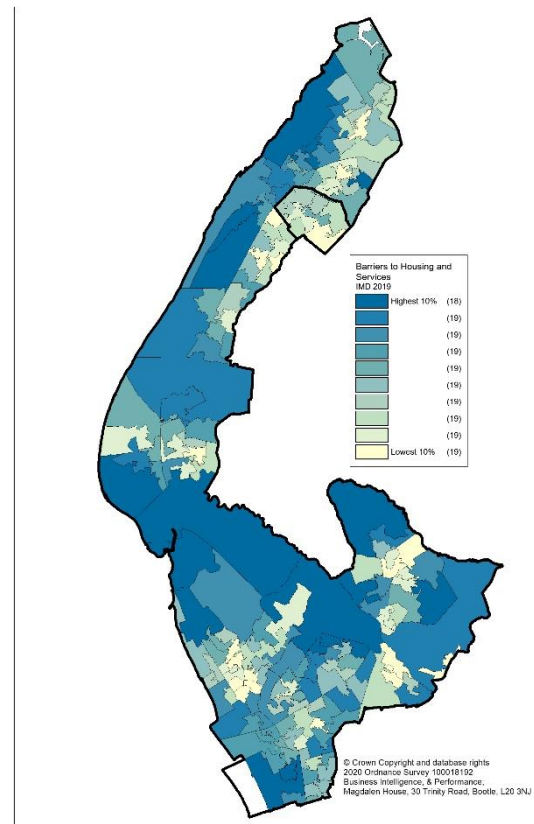 Barriers to Housing and
Services
IMD 2019
Highest 10% (18)
(19)
(19)
(19)
(19)
(19)
(19)
(19)
(19)
Lowest 10% (19)
© Crown Copyright and database rights
2020 Ordnance Survey 100018192
Business Intelligence, & Performance,
Magdalen House, 30 Trinity Road, Bootle, L20 3NJ